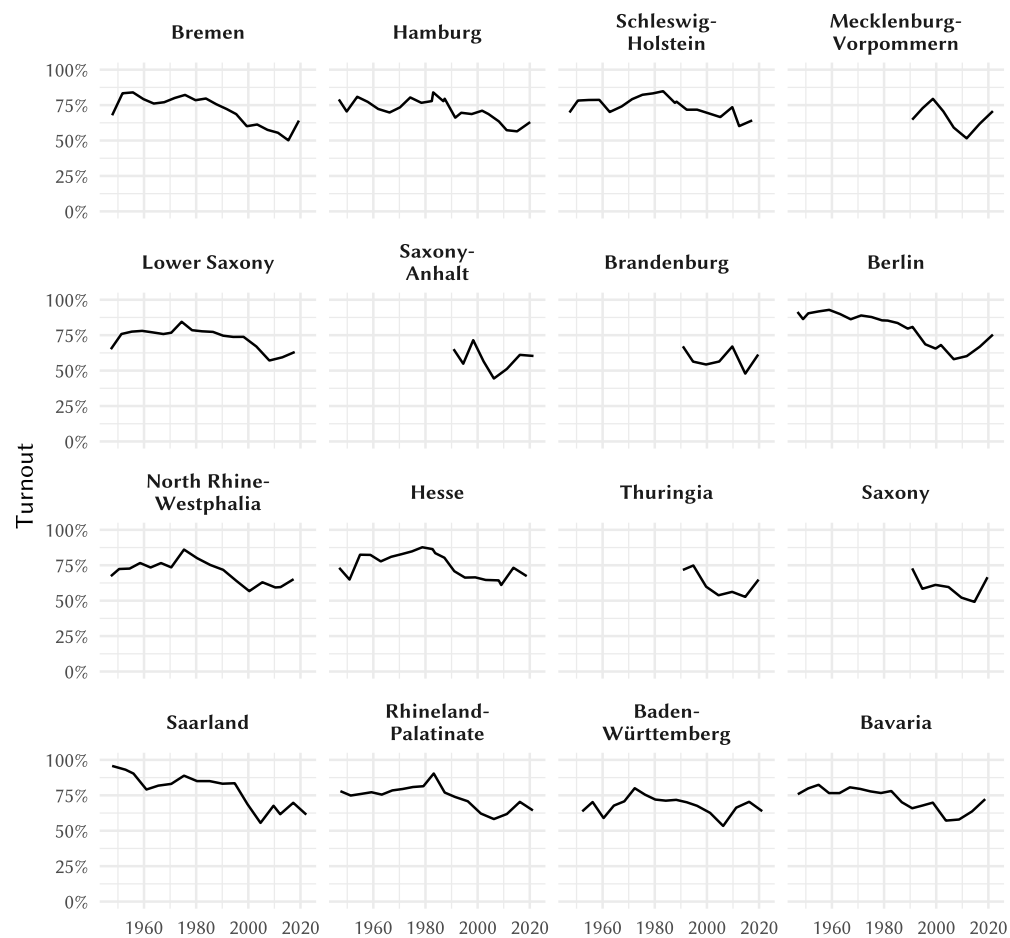 Bremen
Hamburg
Schleswig-
Holstein
Mecklenburg-
Vorpommern
100%
75%
50%
25%
0%
Lower Saxony
Saxony-
Anhalt
Brandenburg
Berlin
100%
75%
50%
25%
0%
Turnout
North Rhine-
Westphalia
Hesse
Thuringia
Saxony
100%
75%
50%
25%
0%
Saarland
Rhineland-
Palatinate
Baden-
Württemberg
Bavaria
100%
75%
50%
25%
0%
1960 1980 2000 2020 1960 1980 2000 2020 1960 1980 2000 2020 1960 1980 2000 2020